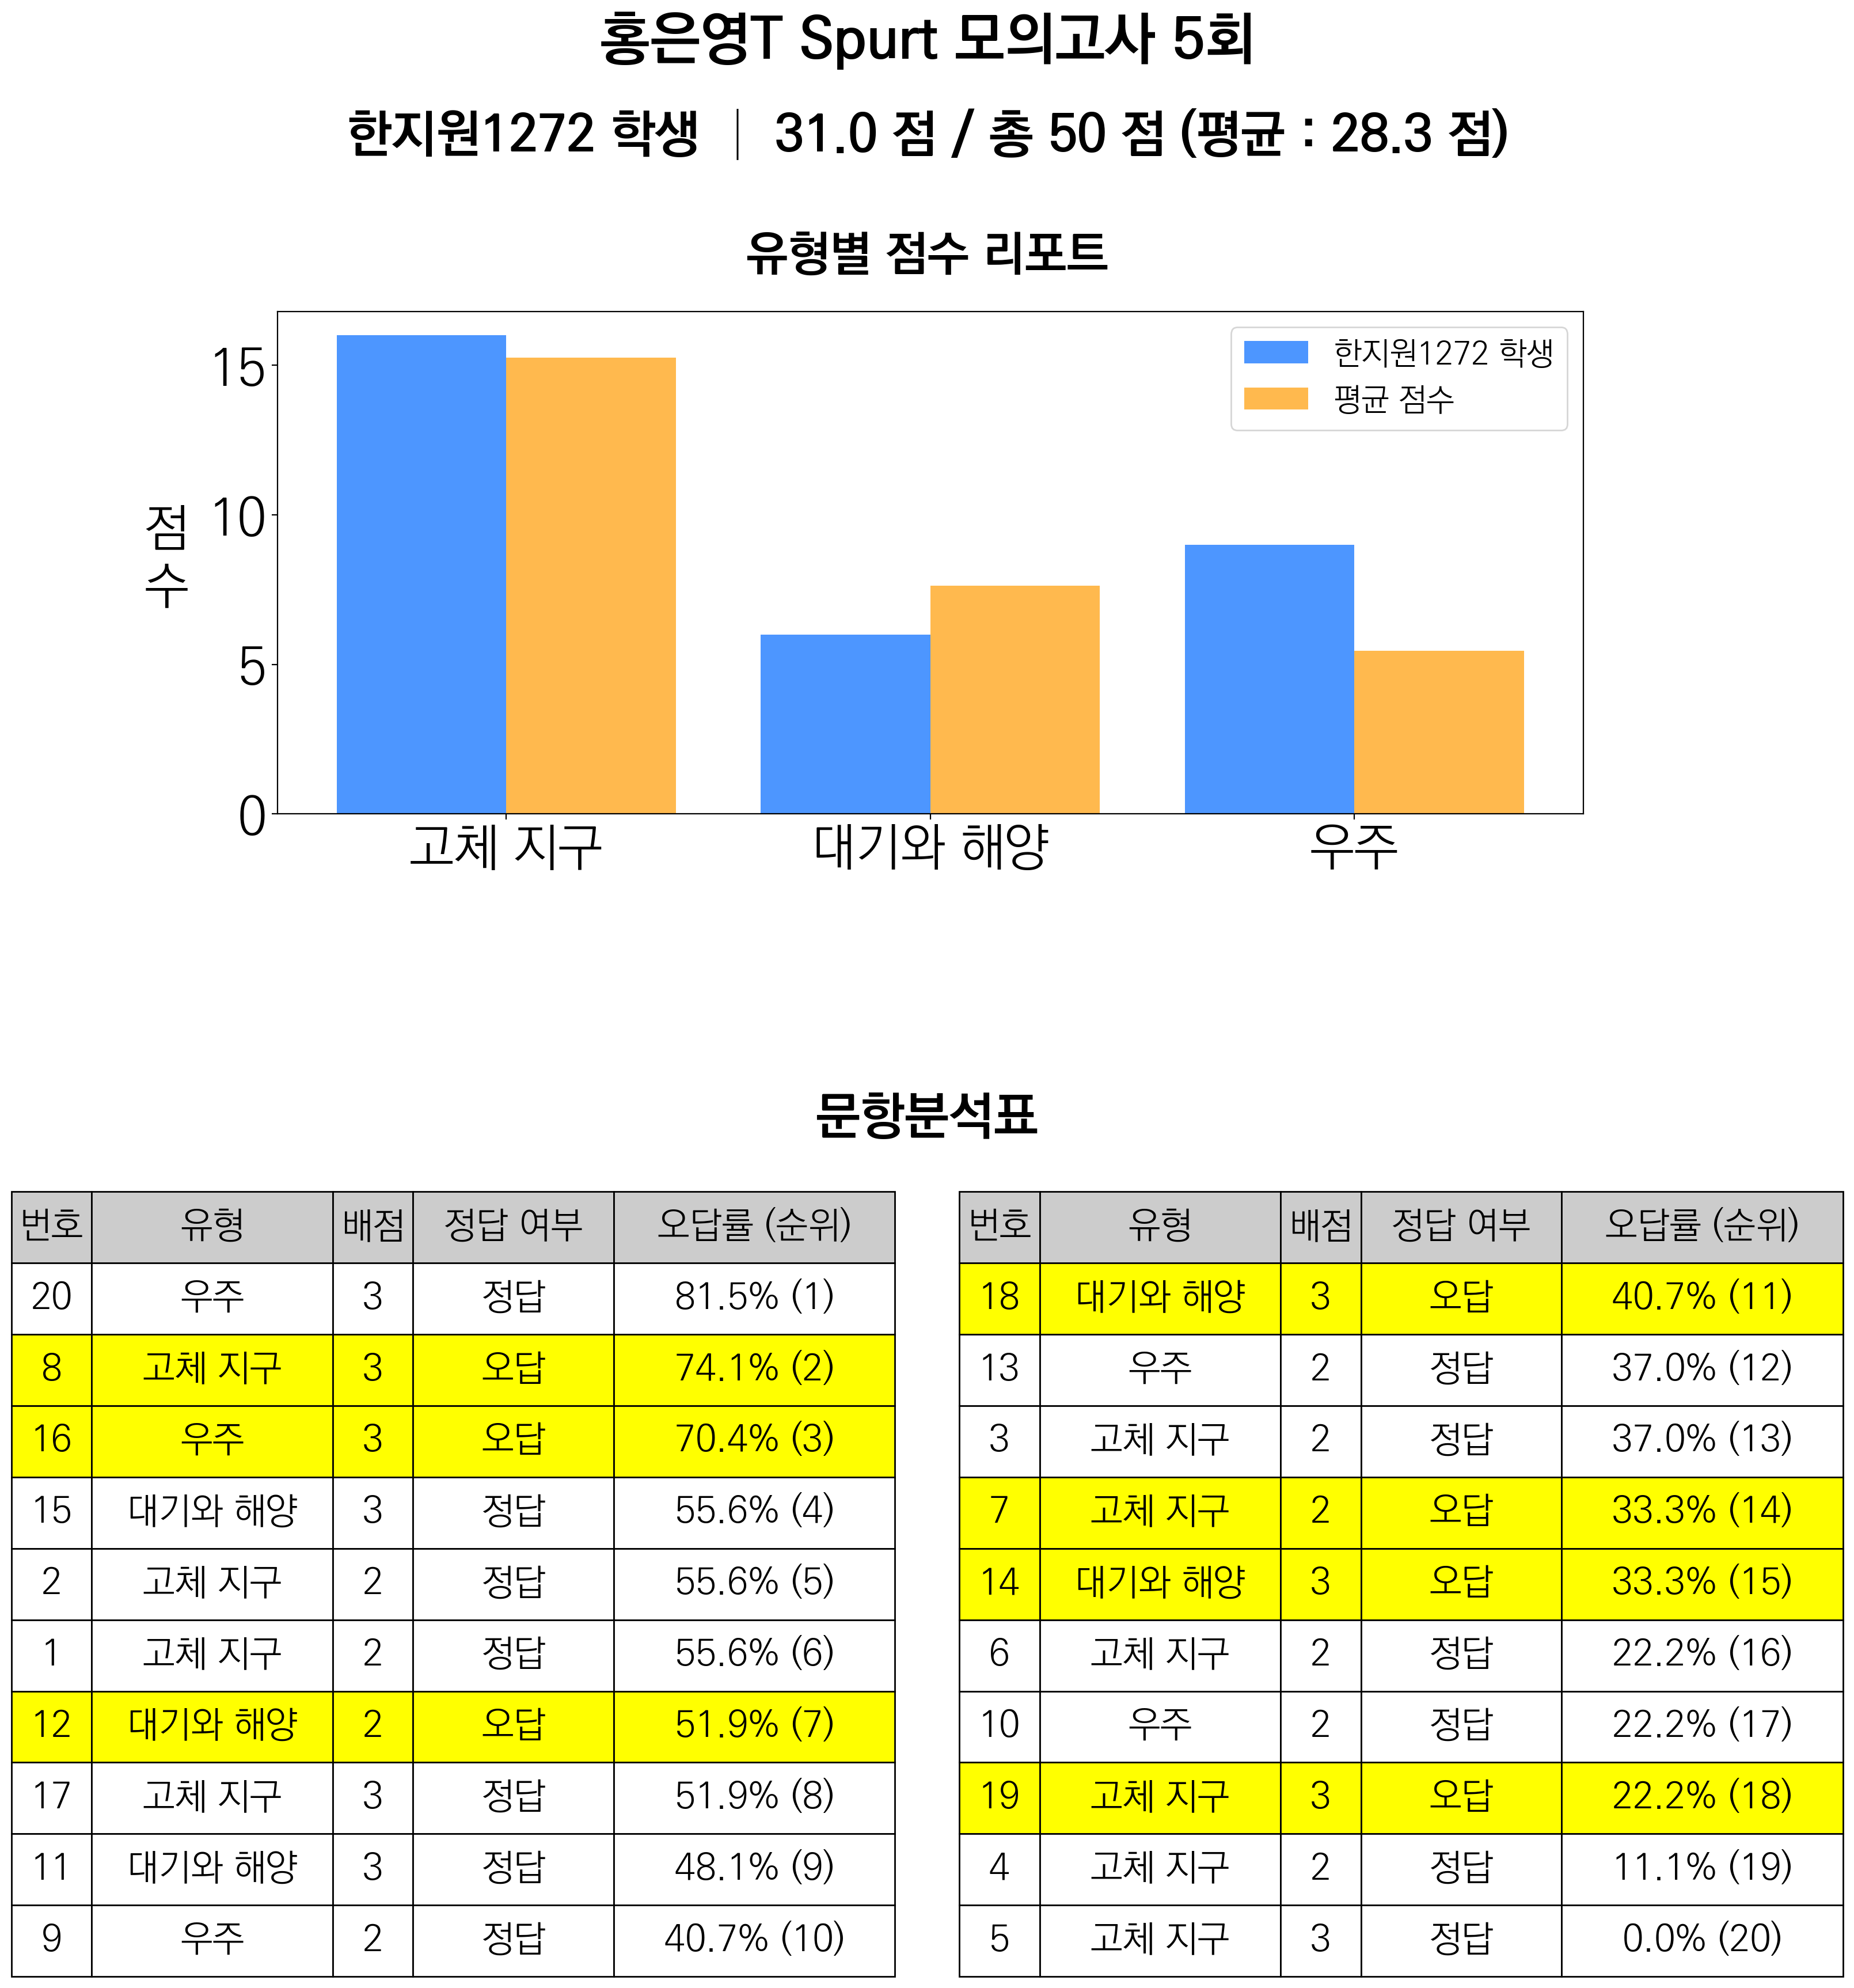 홍은영T Spurt 모의고사 5회
한지원1272 학생 │ 31.0 점 / 총 50 점 (평균 : 28.3 점)
유형별 점수 리포트
점수
15
10
5
0
한지원1272 학생
평균 점수
고체 지구 대기와 해양 우주
문항분석표
번호 유형 배점 정답 여부 오답률 (순위)
20 우주 3 정답 81.5% (1)
8 고체 지구 3 오답 74.1% (2)
16 우주 3 오답 70.4% (3)
15 대기와 해양 3 정답 55.6% (4)
2 고체 지구 2 정답 55.6% (5)
1 고체 지구 2 정답 55.6% (6)
12 대기와 해양 2 오답 51.9% (7)
17 고체 지구 3 정답 51.9% (8)
11 대기와 해양 3 정답 48.1% (9)
9 우주 2 정답 40.7% (10)
번호 유형 배점 정답 여부 오답률 (순위)
18 대기와 해양 3 오답 40.7% (11)
13 우주 2 정답 37.0% (12)
3 고체 지구 2 정답 37.0% (13)
7 고체 지구 2 오답 33.3% (14)
14 대기와 해양 3 오답 33.3% (15)
6 고체 지구 2 정답 22.2% (16)
10 우주 2 정답 22.2% (17)
19 고체 지구 3 오답 22.2% (18)
4 고체 지구 2 정답 11.1% (19)
5 고체 지구 3 정답 0.0% (20)